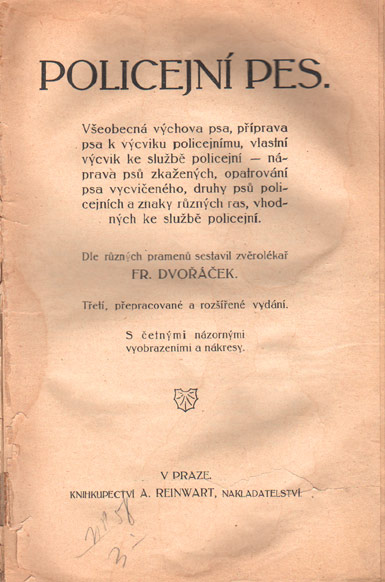 POLICEJNÍ PES.
Všeobecná výchova psa, příprava
psa k výcviku policejnímu, vlastní
výcvik ke službě policejní — ná-
prava psů zkažených, opatrování
psa vycvičeného, druhy psů poli-
cejních a znaky různých ras, vhod-
ných ke službě policejní.
Dle různých pramenů sestavil zvěrolékař
FR. DVOŘÁČEK.
Třetí, přepracované a rozšířené vydání.
S četnými názornými
vyobrazeními a nákresy.
V PRAZE.
KNIHKUPECTVÍ A. REINWART, NAKLADATELSTVÍ.